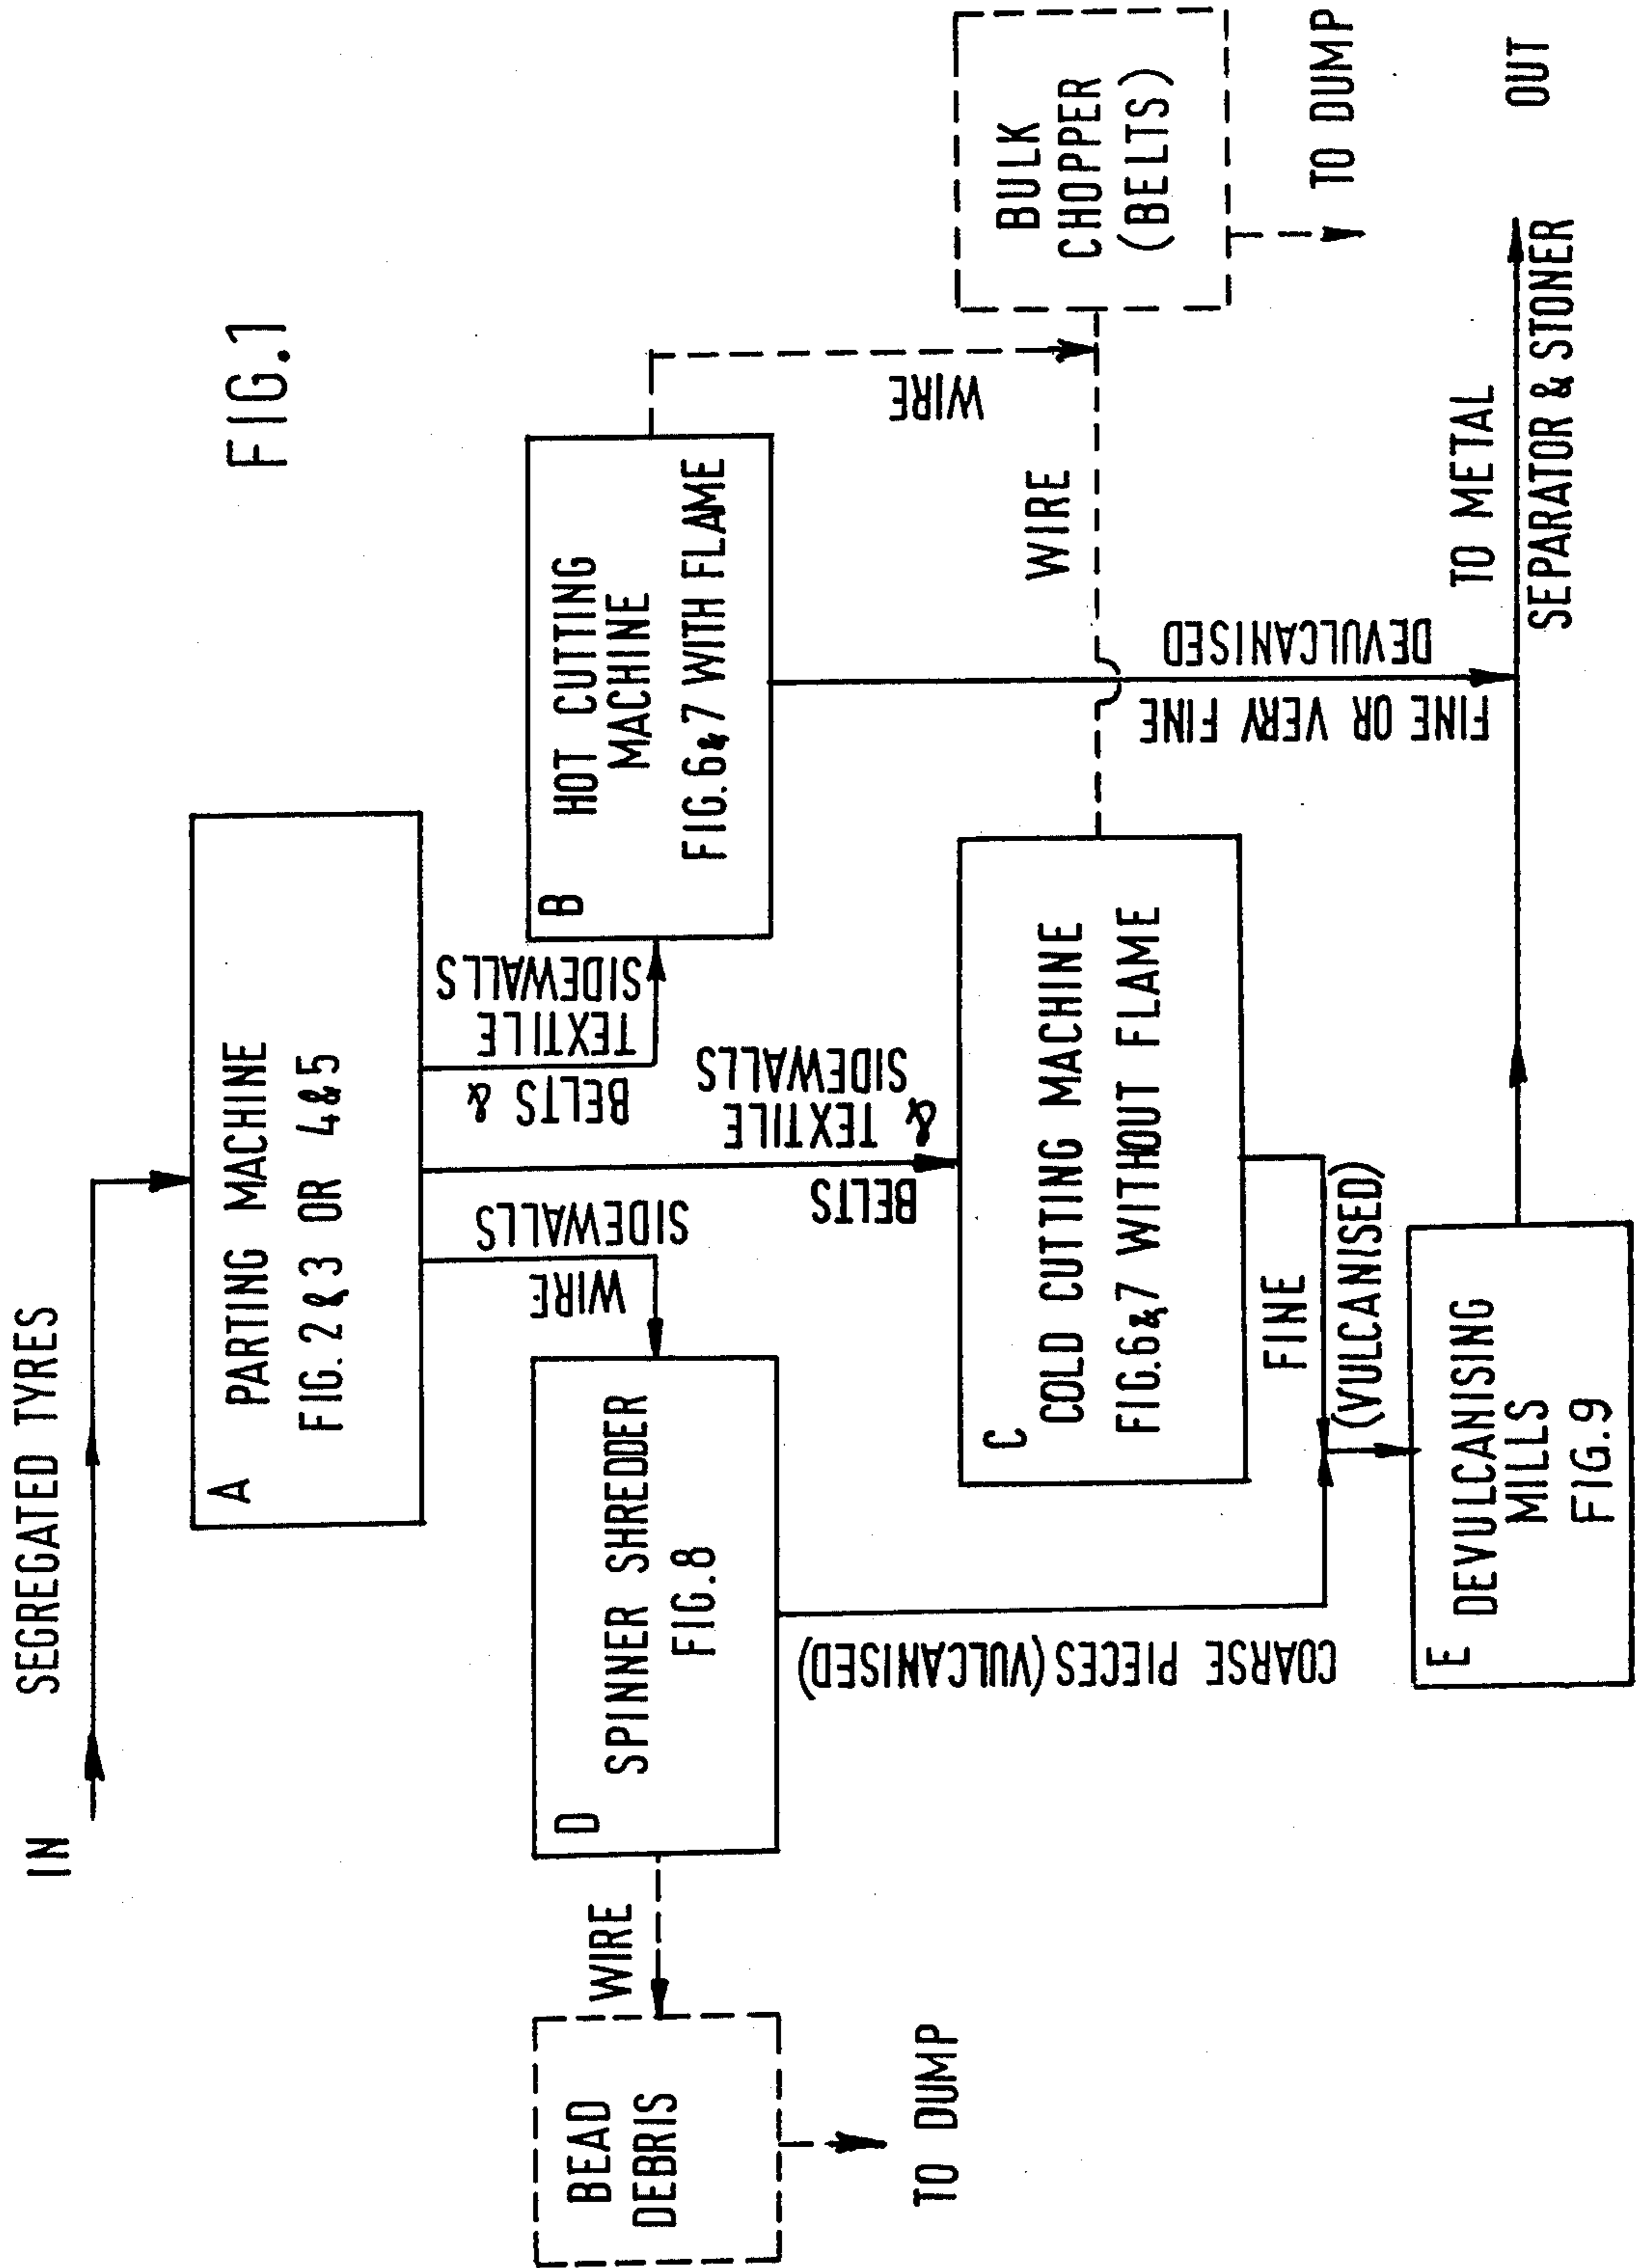 FIG.1
IN
SEGREGATED TYRES
A
PARTING MACHINE
FIG. 2 & 3 OR 4 & 5
WIRE
SIDEWALLS
BELTS
& TEXTILE
SIDEWALLS
BELTS &
TEXTILE
SIDEWALLS
BEAD
DEBRIS
TO DUMP
WIRE
D
SPINNER SHREDDER
FIG.8
B
HOT CUTTING
MACHINE
FIG.6&7 WITH FLAME
WIRE
COARSE PIECES (VULCANISED)
C
COLD CUTTING MACHINE
FIG.6&7 WITHOUT FLAME
WIRE
BULK
CHOPPER
(BELTS)
TO DUMP
FINE
(VULCANISED)
FINE OR VERY FINE
DEVULCANISED
E
DEVULCANISING
MILLS
FIG.9
TO METAL
SEPARATOR & STONER
OUT